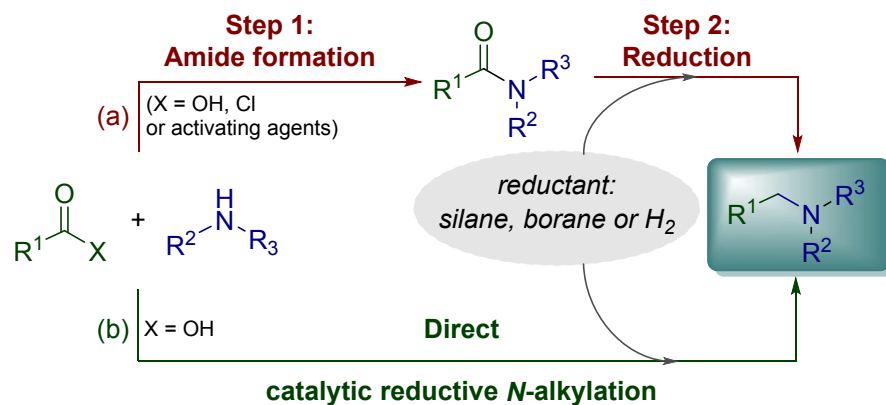 Step 1:
Amide formation
Step 2:
Reduction
O
R¹
N
R³
R²
(a)
(X = OH, Cl
or activating agents)
reductant:
silane, borane or H₂
O
R¹
X
+
H
N
R²
R₃
R¹
N
R³
R²
(b)
X = OH
Direct
catalytic reductive N-alkylation